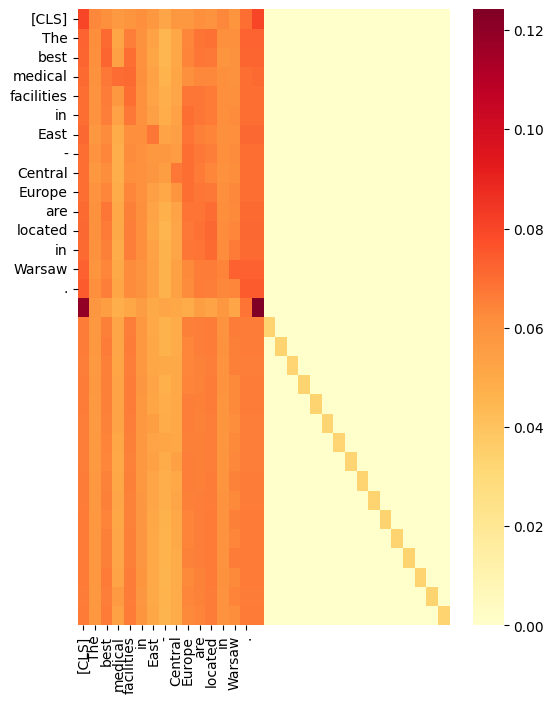 [CLS]
The
best
medical
facilities
in
East
-
Central
Europe
are
located
in
Warsaw
.
0.12
0.10
0.08
0.06
0.04
0.02
0.00
[CLS]
The
best
medical
facilities
in
East
-
Central
Europe
are
located
in
Warsaw
.